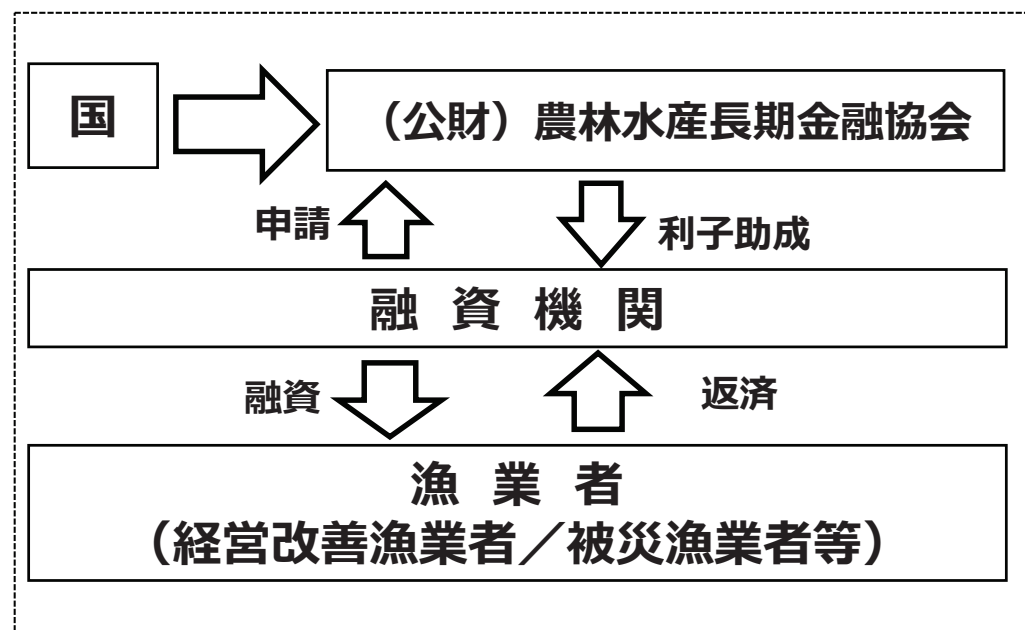 国
（公財）農林水産長期金融協会
申請
利子助成
融資機関
融資
返済
漁業者
（経営改善漁業者／被災漁業者等）